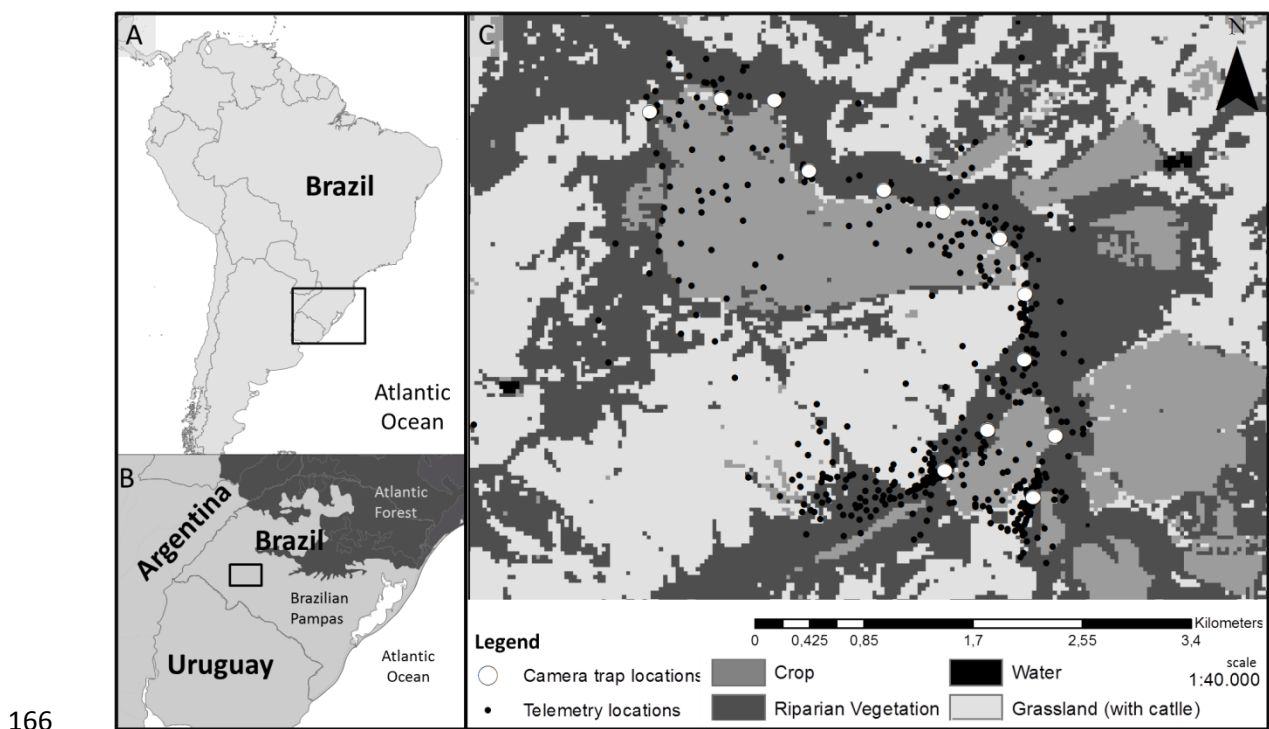 A
Brazil
Atlantic
Ocean
B
Argentina
Brazil
Atlantic
Forest
Brazilian
Pampas
Uruguay
Atlantic
Ocean
C
N
Legend
Camera trap locations
Telemetry locations
Crop
Riparian Vegetation
Water
Grassland (with catlle)
0 0,425 0,85 1,7 2,55 3,4
Kilometers
scale
1:40.000
166